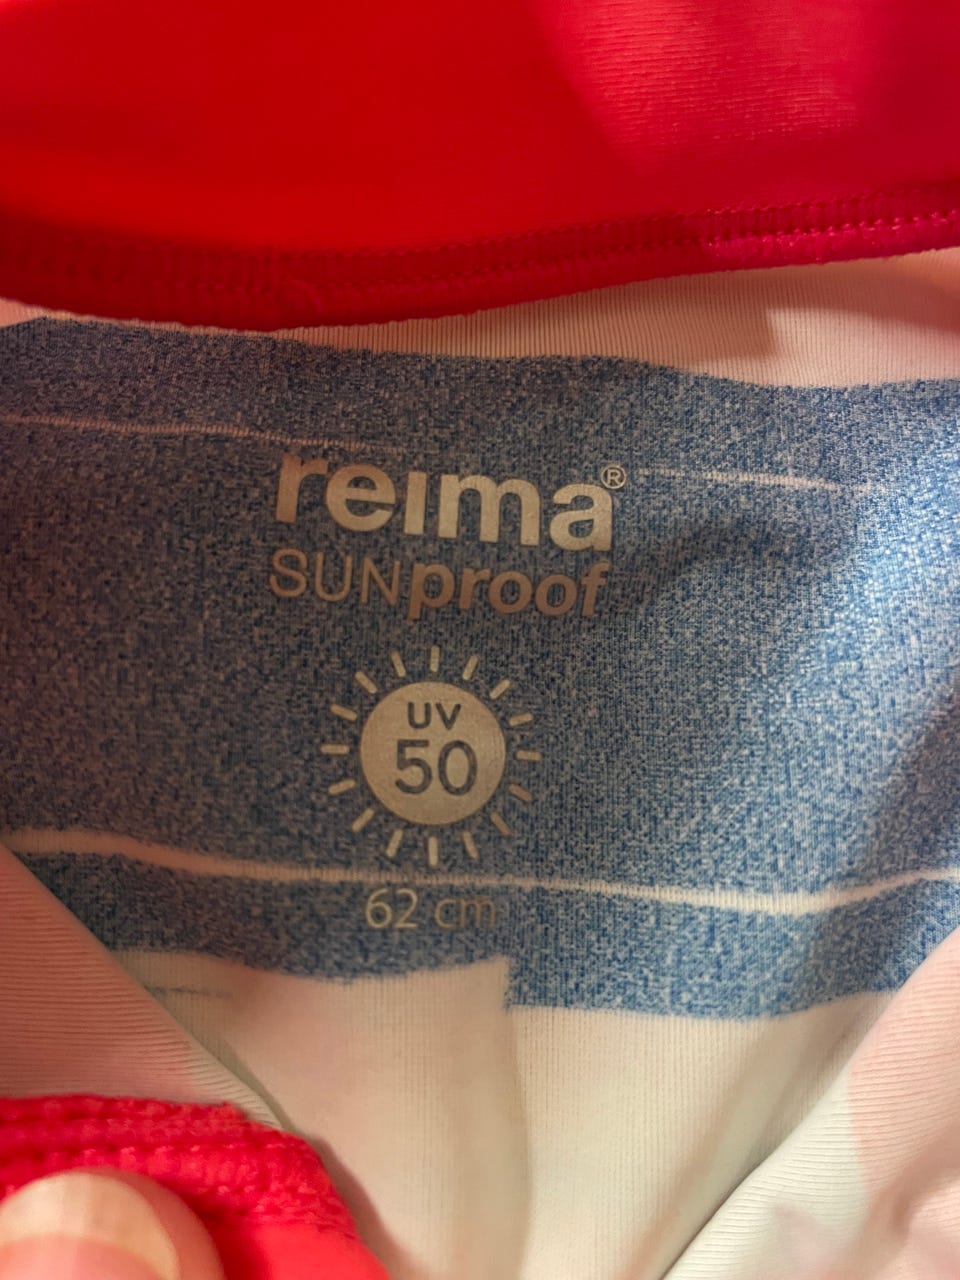 reima®
SUNproof
UV
50
62 cm